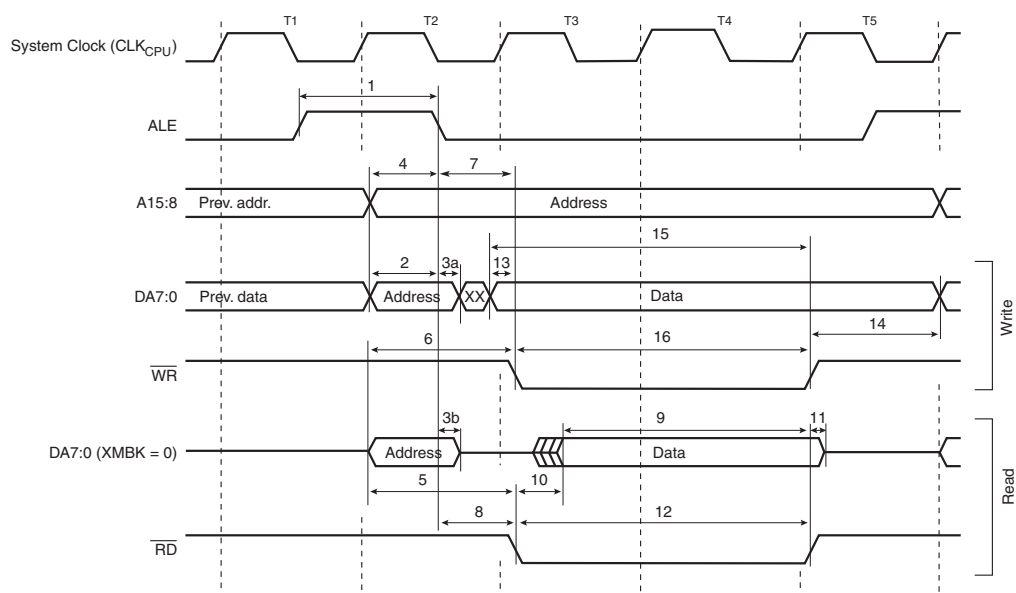 T1 T2 T3 T4 T5
System Clock (CLKCPU)
1
ALE
4 7
A15:8 Prev. addr. Address
15
2 3a 13
DA7:0 Prev. data Address XX Data
14
6 16
WR
Write
3b 9 11
DA7:0 (XMBK = 0) Address Data
5 10
8 12
RD
Read